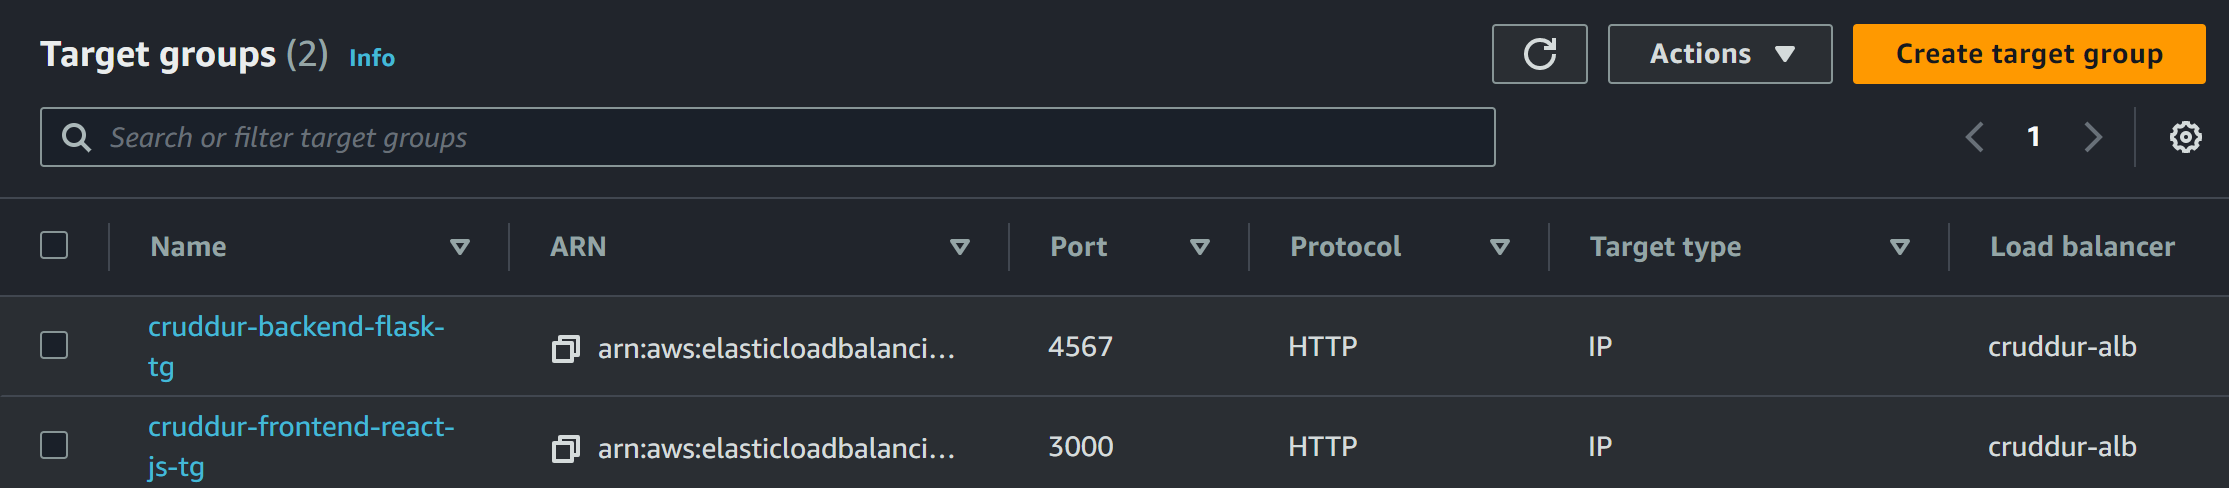 Target groups (2) Info
Actions
Create target group
Search or filter target groups
1
Name ARN Port Protocol Target type Load balancer
cruddur-backend-flask-
tg
arn:aws:elasticloadbalanci... 4567 HTTP IP cruddur-alb
cruddur-frontend-react-
js-tg
arn:aws:elasticloadbalanci... 3000 HTTP IP cruddur-alb